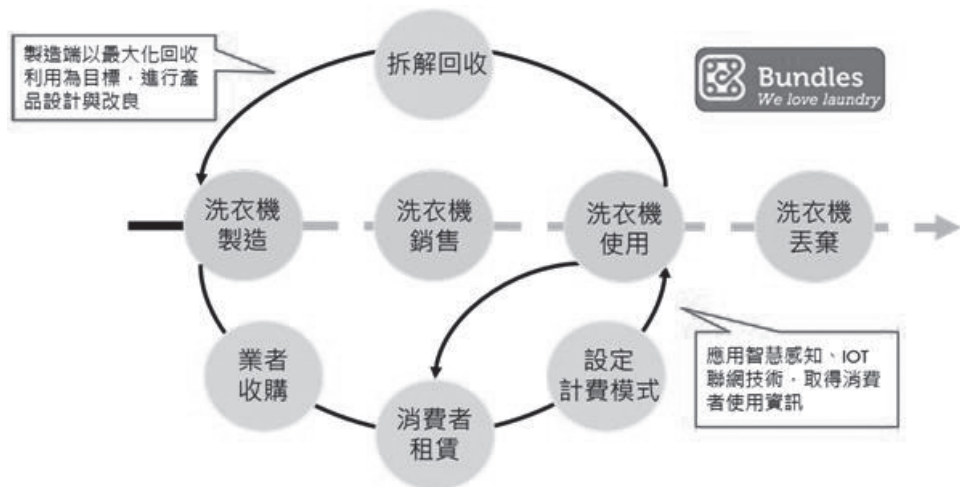 製造端以最大化回收
利用為目標，進行產
品設計與改良
拆解回收
Bundles
We love laundry
洗衣機
製造
洗衣機
銷售
洗衣機
使用
洗衣機
丟棄
業者
收購
消費者
租賃
設定
計費模式
應用智慧感知、IOT
聯網技術，取得消費
者使用資訊